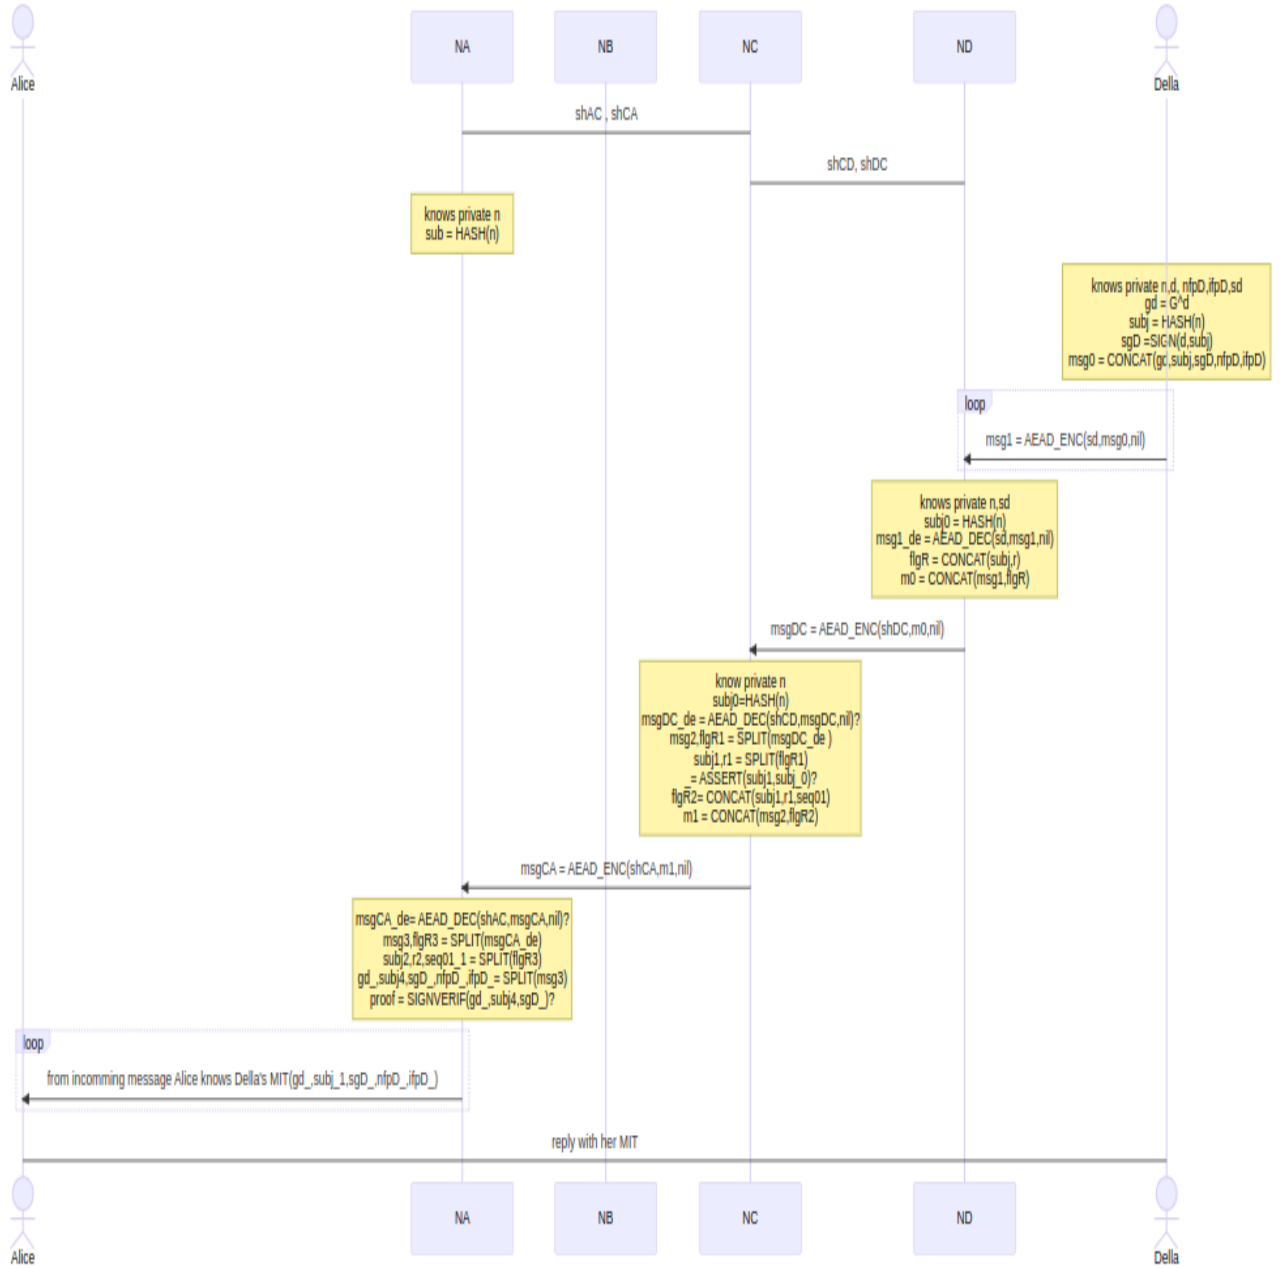 Alice
NA
NB
NC
ND
Della
shAC , shCA
shCD, shDC
knows private n
sub = HASH(n)
knows private n,d, nfpD,ifpD,sd
gd = G^d
subj = HASH(n)
sgD =SIGN(d,subj)
msg0 = CONCAT(gd,subj,sgD,nfpD,ifpD)
loop
msg1 = AEAD_ENC(sd,msg0,nil)
knows private n,sd
subj0 = HASH(n)
msg1_de = AEAD_DEC(sd,msg1,nil)
flgR = CONCAT(subj,r)
m0 = CONCAT(msg1,flgR)
msgDC = AEAD_ENC(shDC,m0,nil)
know private n
subj0=HASH(n)
msgDC_de = AEAD_DEC(shCD,msgDC,nil)?
msg2,flgR1 = SPLIT(msgDC_de )
subj1,r1 = SPLIT(flgR1)
_= ASSERT(subj1,subj_0)?
flgR2= CONCAT(subj1,r1,seq01)
m1 = CONCAT(msg2,flgR2)
msgCA = AEAD_ENC(shCA,m1,nil)
msgCA_de= AEAD_DEC(shAC,msgCA,nil)?
msg3,flgR3 = SPLIT(msgCA_de)
subj2,r2,seq01_1 = SPLIT(flgR3)
gd_,subj4,sgD_,nfpD_,ifpD_= SPLIT(msg3)
proof = SIGNVERIF(gd_,subj4,sgD_)?
loop
from incomming message Alice knows Della's MIT(gd_,subj_1,sgD_,nfpD_,ifpD_)
reply with her MIT
NA
NB
NC
ND
Alice
Della